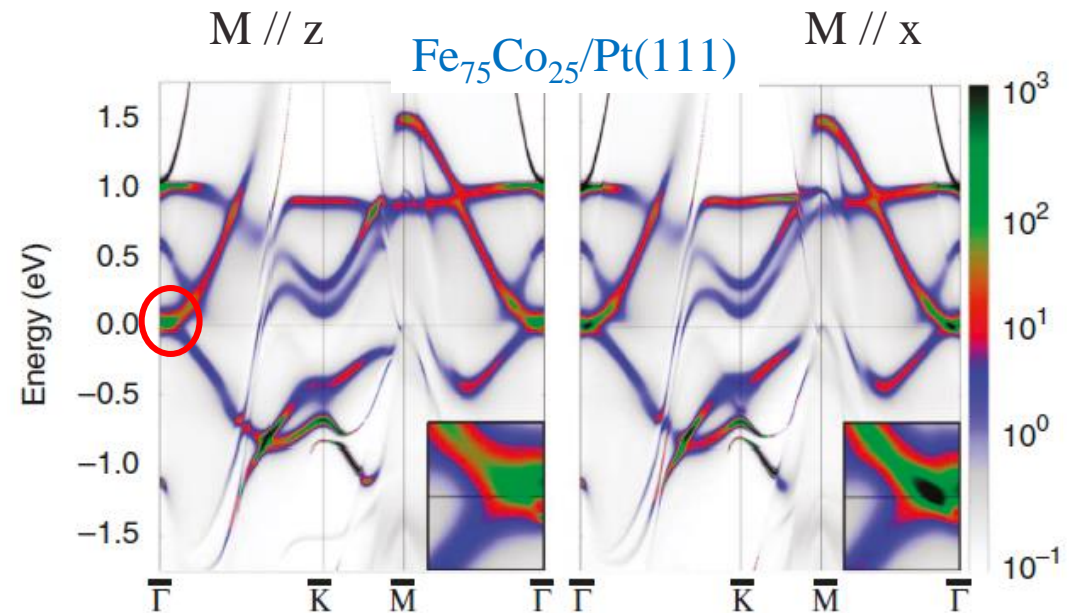 M // z
M // x
Fe₇₅Co₂₅/Pt(111)
Energy (eV)
1.5
1.0
0.5
0.0
−0.5
−1.0
−1.5
Γ̅ K̅ M̅ Γ̅ Γ̅ K̅ M̅ Γ̅
10³
10²
10¹
10⁰
10⁻¹